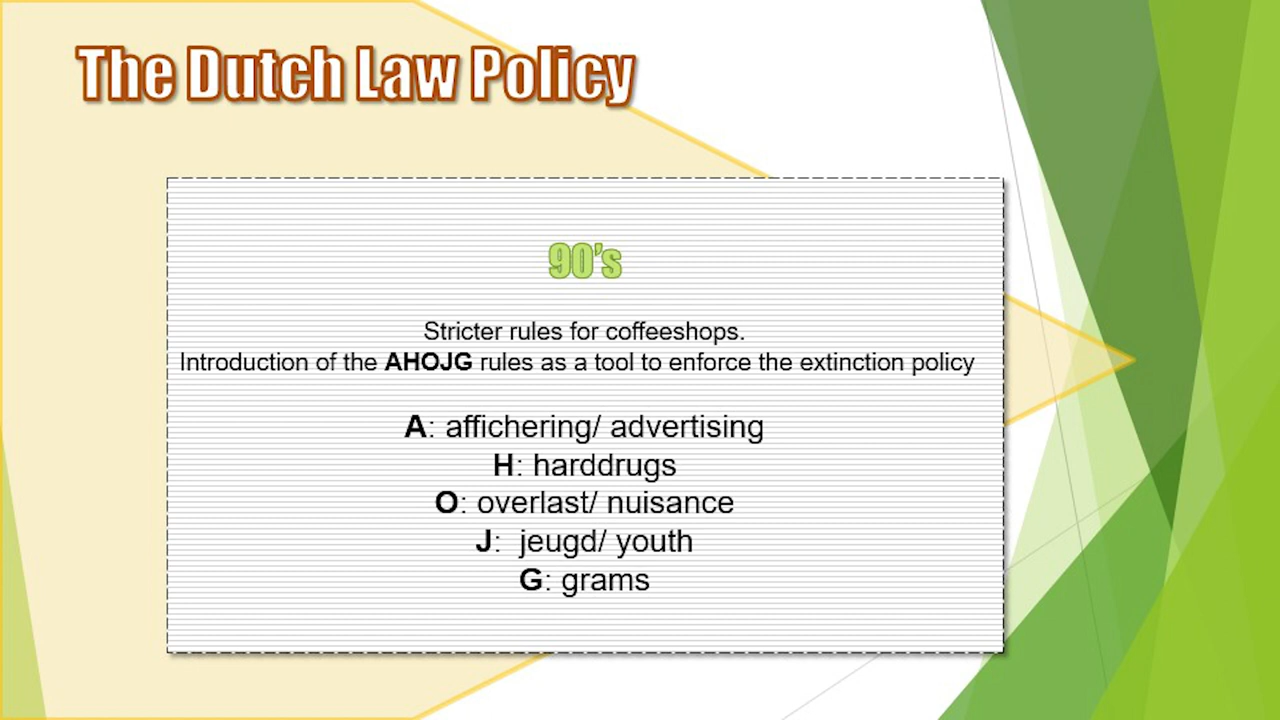 The Dutch Law Policy
90's
Stricter rules for coffeeshops.
Introduction of the AHOJG rules as a tool to enforce the extinction policy
A: affichering/ advertising
H: harddrugs
O: overlast/ nuisance
J: jeugd/ youth
G: grams